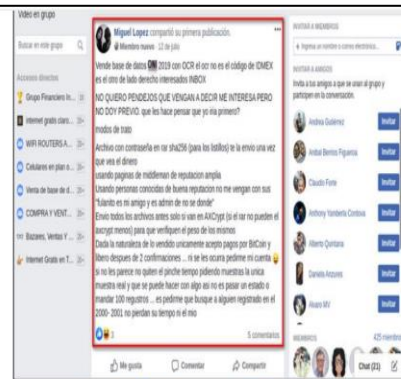 Video en grupo
Buscar en este grupo
Accesos directos
Grupo Financiero In...
internet gratis claro...
WIFI ROUTERS A...
Celulares en plan o...
Venta de base de d...
COMPRA Y VENT...
Bazares, Ventas Y ...
Internet Gratis en T...
Miguel Lopez compartió su primera publicación.
Miembro nuevo · 12 de julio
Vende base de datos 2019 con OCR el ocr no es el código de IDMEX
es el otro de lado derecho interesados INBOX
NO QUIERO PENDEJOS QUE VENGAN A DECIR ME INTERESA PERO
NO DOY PREVIO. que les hace pensar que yo iria primero?
modos de trato
Archivo con contraseña en rar sha256 (para los listillos) te la envio una vez
que vea el dinero
usando paginas de middleman de reputacion amplia
Usando personas conocidas de buena reputacion no me vengan con sus
"fulanito es mi amigo y es admin de no se donde"
Envio todos los archivos antes solo si van en AXCrypt (si el rar no pueden el
axcrypt menos) para que verifiquen el peso de los mismos
Dada la naturaleza de lo vendido unicamente acepto pagos por BitCoin y
libero despues de 2 confirmaciones ... ni se les ocurra pedirme mi cuenta
si no les parece no quiten el pinche tiempo pidiendo muestras la unica
muestra real y que se puede hacer con algo asi no es pasar un estado o
mandar 100 regustros ... es pedirme que busque a alguien registrado en el
2000- 2001 no pierdan su tiempo ni el mio
3
5 comentarios
Me gusta
Comentar
Compartir
INVITAR A MIEMBROS
+ Ingresa un nombre o correo electrónico...
INVITAR A AMIGOS
Invita a tus amigos a que se unan al grupo y
participen en la conversación.
Andrea Gutiérrez
Invitar
Anibal Berrios Figueroa
Invitar
Claudio Forte
Invitar
Anthony Yanderla Cordova
Invitar
Alberto Quintana
Invitar
Daniela Anzures
Invitar
Alvaro MV
Invitar
MIEMBROS
425 miembros
Chat (21)